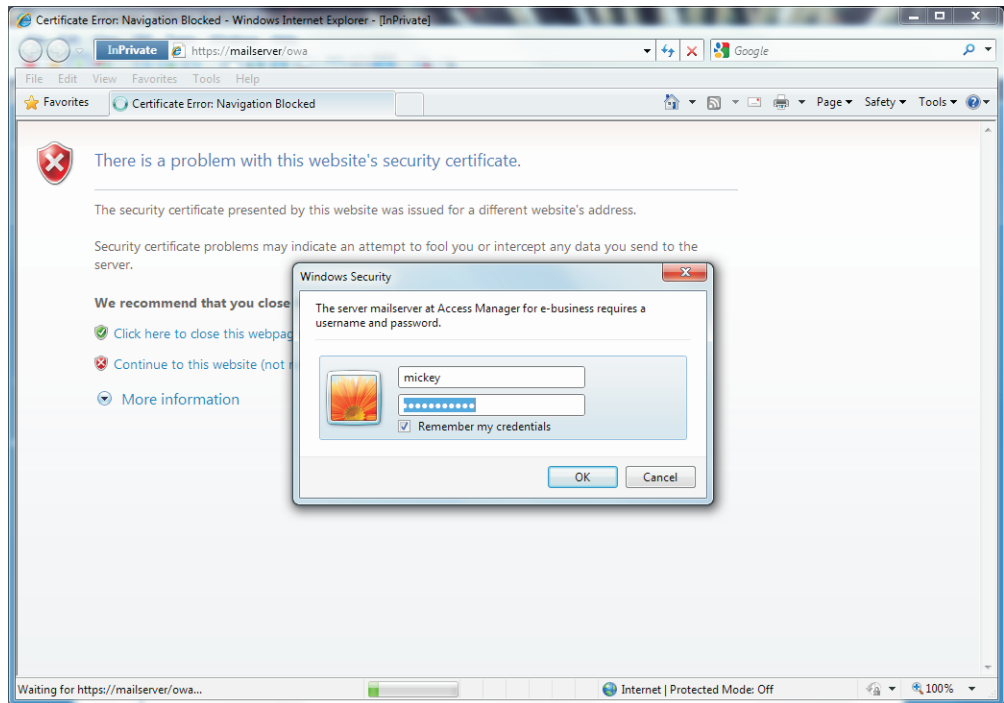 Certificate Error: Navigation Blocked - Windows Internet Explorer - [InPrivate]
InPrivate https://mailserver/owa Google
File Edit View Favorites Tools Help
Favorites Certificate Error: Navigation Blocked Page Safety Tools
There is a problem with this website's security certificate.
The security certificate presented by this website was issued for a different website's address.
Security certificate problems may indicate an attempt to fool you or intercept any data you send to the
server.
We recommend that you close
Click here to close this webpag
Continue to this website (not
More information
Windows Security
The server mailserver at Access Manager for e-business requires a
username and password.
mickey
Remember my credentials
OK Cancel
Waiting for https://mailserver/owa... Internet | Protected Mode: Off 100%